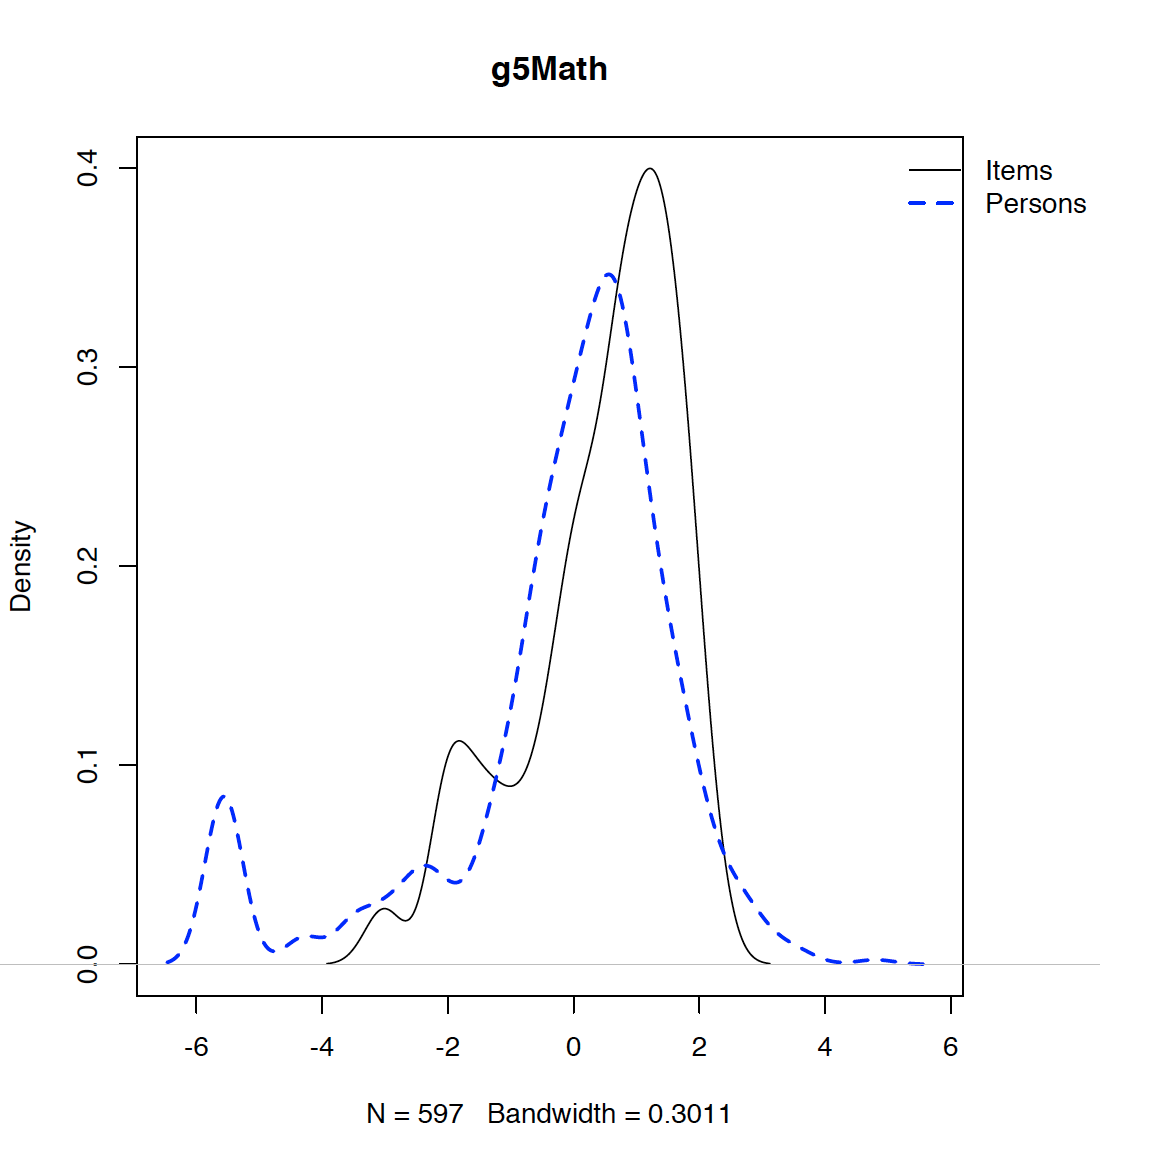 g5Math
Items
Persons
Density
0.4
0.3
0.2
0.1
0.0
-6 -4 -2 0 2 4 6
N = 597 Bandwidth = 0.3011